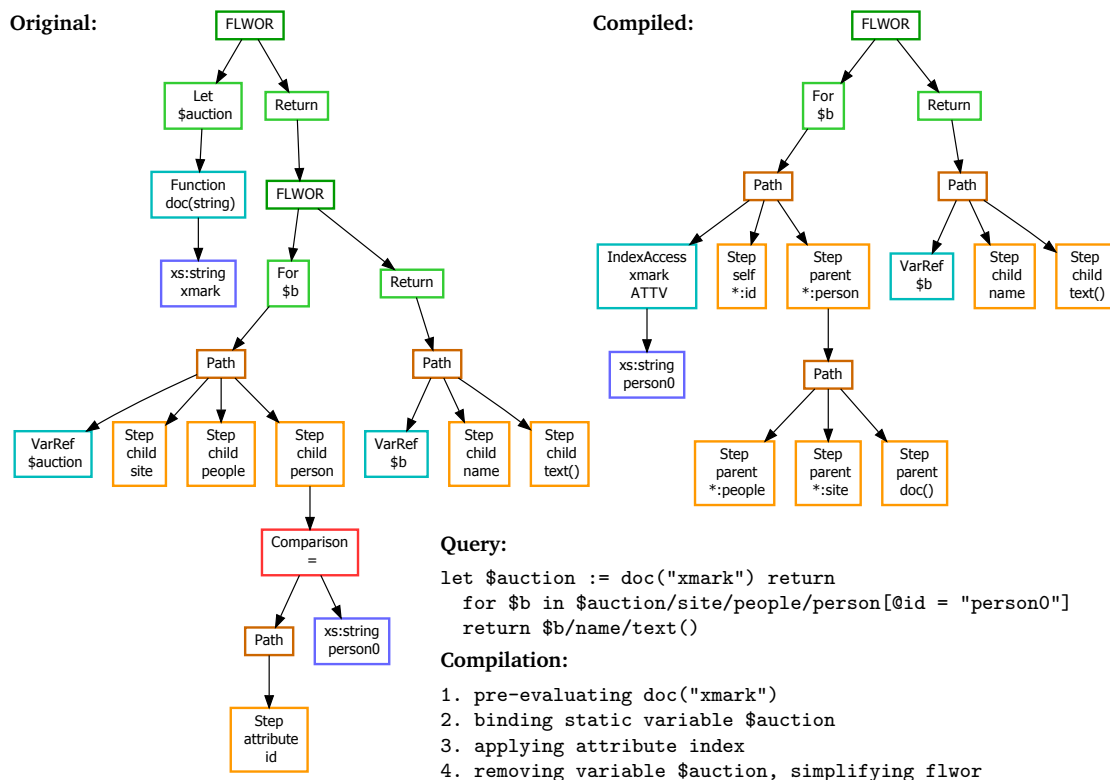 Original:
FLWOR
Let
$auction
Return
Function
doc(string)
FLWOR
xs:string
xmark
For
$b
Return
Path
Path
VarRef
$auction
Step
child
site
Step
child
people
Step
child
person
VarRef
$b
Step
child
name
Step
child
text()
Comparison
=
Path
xs:string
person0
Step
attribute
id
Compiled:
FLWOR
For
$b
Return
Path
Path
IndexAccess
xmark
ATTV
Step
self
*:id
Step
parent
*:person
VarRef
$b
Step
child
name
Step
child
text()
xs:string
person0
Path
Step
parent
*:people
Step
parent
*:site
Step
parent
doc()
Query:
let $auction := doc("xmark") return
  for $b in $auction/site/people/person[@id = "person0"]
  return $b/name/text()
Compilation:
1. pre-evaluating doc("xmark")
2. binding static variable $auction
3. applying attribute index
4. removing variable $auction, simplifying flwor